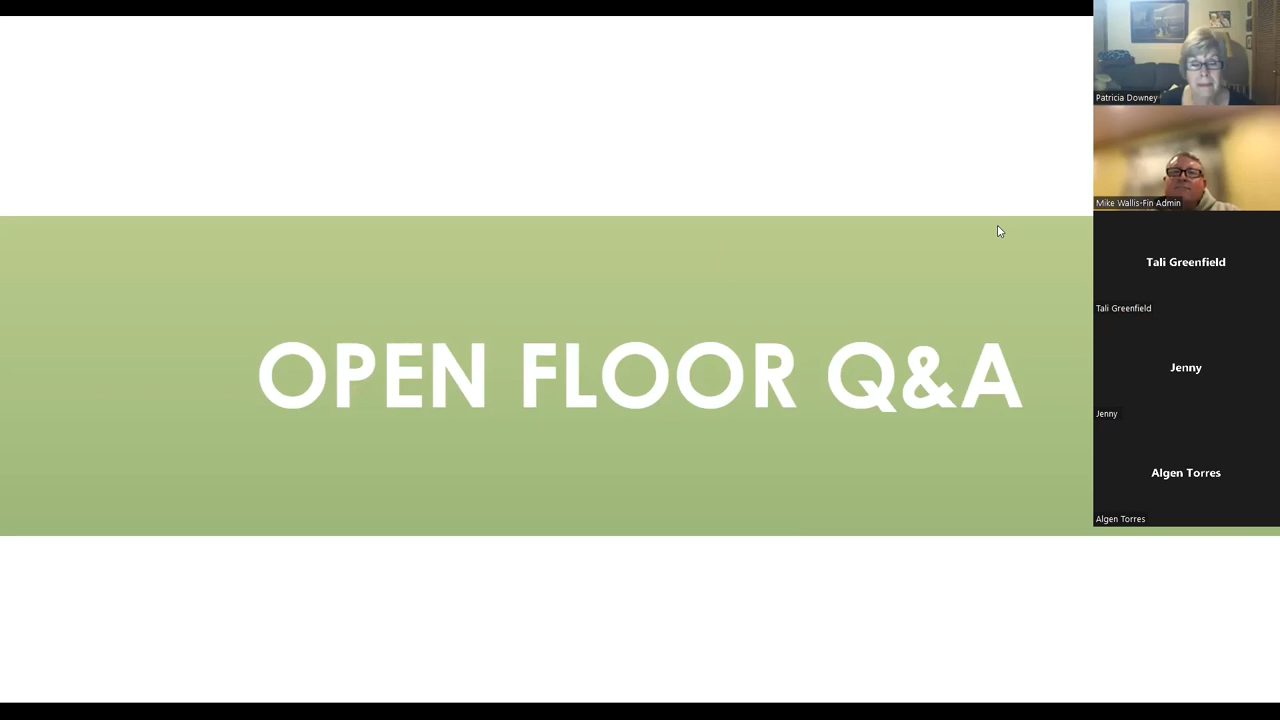 OPEN FLOOR Q&A
Patricia Downey
Mike Wallis-Fin Admin
Tali Greenfield
Tali Greenfield
Jenny
Jenny
Algen Torres
Algen Torres